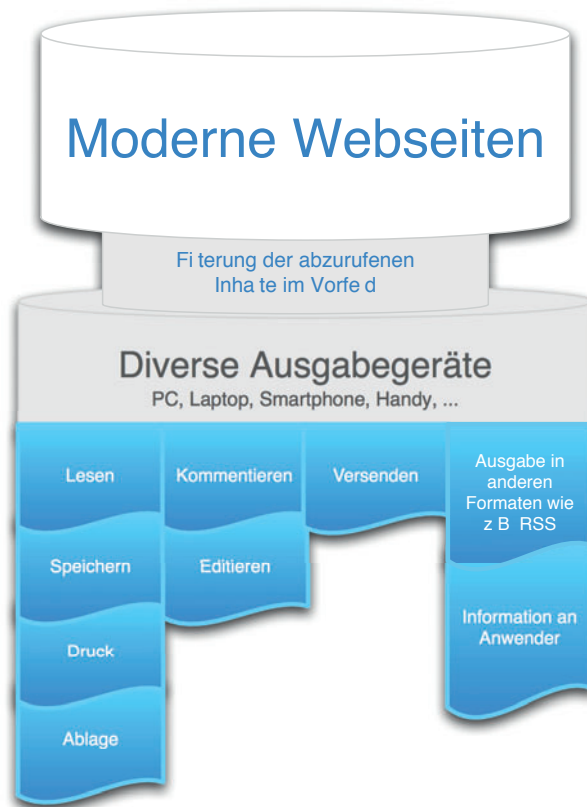 Moderne Webseiten
Fi terung der abzurufenen
Inha te im Vorfe d
Diverse Ausgabegeräte
PC, Laptop, Smartphone, Handy, ...
Lesen
Kommentieren
Versenden
Ausgabe in
anderen
Formaten wie
z B RSS
Speichern
Editieren
Information an
Anwender
Druck
Ablage